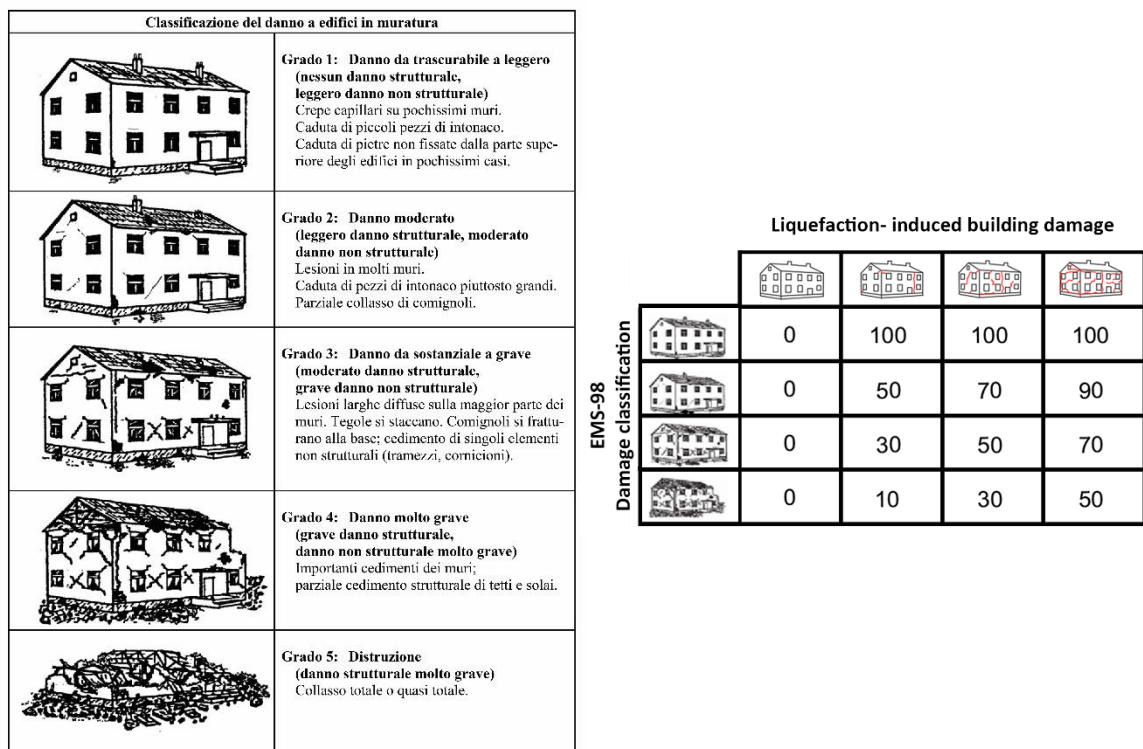 Classificazione del danno a edifici in muratura
Grado 1: Danno da trascurabile a leggero
(nessun danno strutturale,
leggero danno non strutturale)
Crepe capillari su pochissimi muri.
Caduta di piccoli pezzi di intonaco.
Caduta di pietre non fissate dalla parte supe-
riore degli edifici in pochissimi casi.
Grado 2: Danno moderato
(leggero danno strutturale, moderato
danno non strutturale)
Lesioni in molti muri.
Caduta di pezzi di intonaco piuttosto grandi.
Parziale collasso di comignoli.
Grado 3: Danno da sostanziale a grave
(moderato danno strutturale,
grave danno non strutturale)
Lesioni larghe diffuse sulla maggior parte dei
muri. Tegole si staccano. Comignoli si frattu-
rano alla base; cedimento di singoli elementi
non strutturali (tramezzi, cornicioni).
Grado 4: Danno molto grave
(grave danno strutturale,
danno non strutturale molto grave)
Importanti cedimenti dei muri;
parziale cedimento strutturale di tetti e solai.
Grado 5: Distruzione
(danno strutturale molto grave)
Collasso totale o quasi totale.
Liquefaction- induced building damage
EMS-98
Damage classification
0 100 100 100
0 50 70 90
0 30 50 70
0 10 30 50